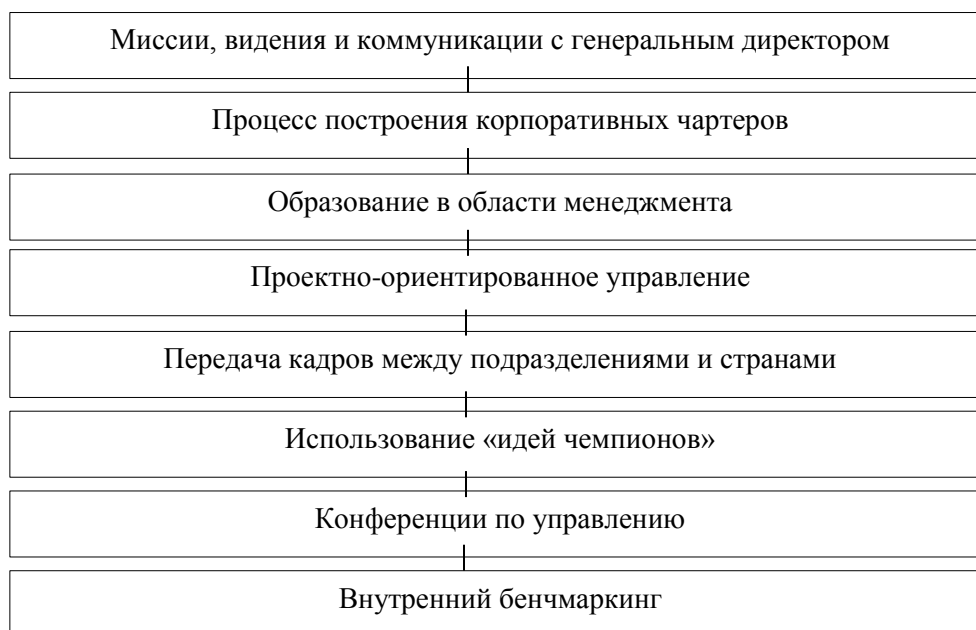 Миссии, видения и коммуникации с генеральным директором
Процесс построения корпоративных чартеров
Образование в области менеджмента
Проектно-ориентированное управление
Передача кадров между подразделениями и странами
Использование «идей чемпионов»
Конференции по управлению
Внутренний бенчмаркинг